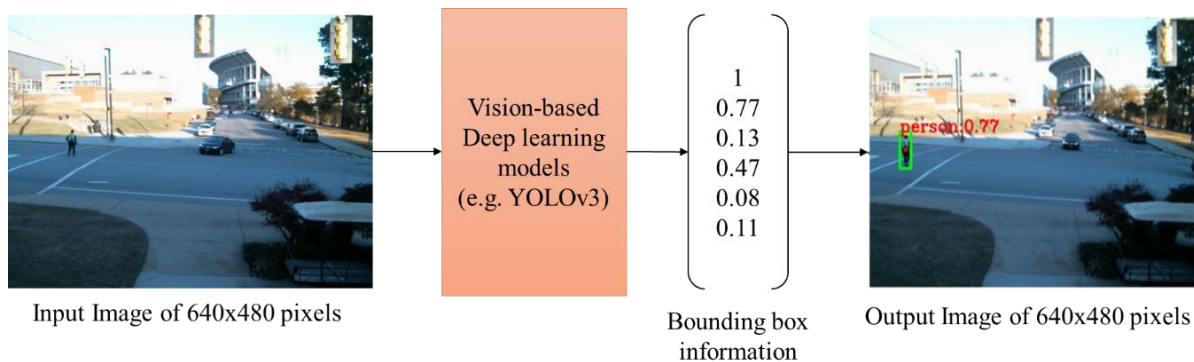 Input Image of 640x480 pixels
Vision-based
Deep learning
models
(e.g. YOLOv3)
1
0.77
0.13
0.47
0.08
0.11
Bounding box
information
person:0.77
Output Image of 640x480 pixels